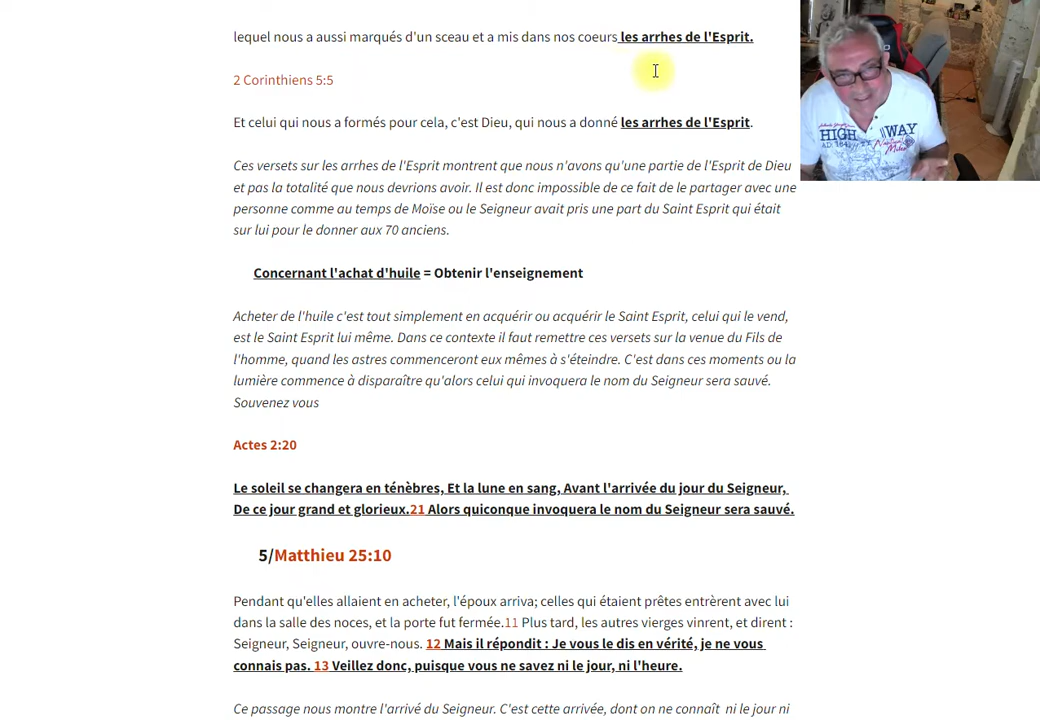 lequel nous a aussi marqués d'un sceau et a mis dans nos coeurs les arrhes de l'Esprit.
2 Corinthiens 5:5
Et celui qui nous a formés pour cela, c'est Dieu, qui nous a donné les arrhes de l'Esprit.
Ces versets sur les arrhes de l'Esprit montrent que nous n'avons qu'une partie de l'Esprit de Dieu
et pas la totalité que nous devrions avoir. Il est donc impossible de ce fait de le partager avec une
personne comme au temps de Moïse ou le Seigneur avait pris une part du Saint Esprit qui était
sur lui pour le donner aux 70 anciens.
Concernant l'achat d'huile = Obtenir l'enseignement
Acheter de l'huile c'est tout simplement en acquérir ou acquérir le Saint Esprit, celui qui le vend,
est le Saint Esprit lui même. Dans ce contexte il faut remettre ces versets sur la venue du Fils de
l'homme, quand les astres commenceront eux mêmes à s'éteindre. C'est dans ces moments ou la
lumière commence à disparaître qu'alors celui qui invoquera le nom du Seigneur sera sauvé.
Souvenez vous
Actes 2:20
Le soleil se changera en ténèbres, Et la lune en sang, Avant l'arrivée du jour du Seigneur,
De ce jour grand et glorieux.21 Alors quiconque invoquera le nom du Seigneur sera sauvé.
5/Matthieu 25:10
Pendant qu'elles allaient en acheter, l'époux arriva; celles qui étaient prêtes entrèrent avec lui
dans la salle des noces, et la porte fut fermée.11 Plus tard, les autres vierges vinrent, et dirent :
Seigneur, Seigneur, ouvre-nous. 12 Mais il répondit : Je vous le dis en vérité, je ne vous
connais pas. 13 Veillez donc, puisque vous ne savez ni le jour, ni l'heure.
Ce passage nous montre l'arrivé du Seigneur. C'est cette arrivée, dont on ne connaît ni le jour ni
HIGH WAY